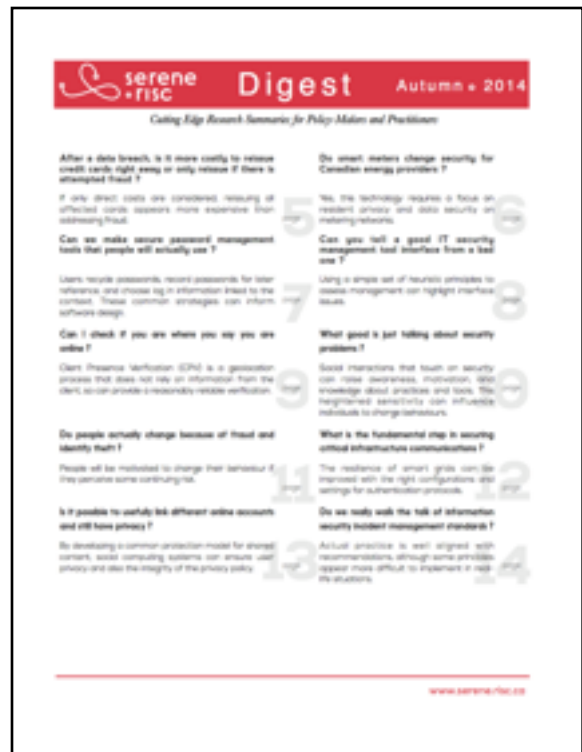 serene
risc
Digest
Autumn • 2014
Cutting Edge Research Summaries for Policy-Makers and Practitioners
After a data breach, is it more costly to reissue
credit cards right away or only reissue if there is
attempted fraud ?
If only direct costs are considered, reissuing all
affected cards appears more expensive than
addressing fraud.
page
5
Can we make secure password management
tools that people will actually use ?
Users recycle passwords, record passwords for later
reference, and choose log in information linked to the
context. These common strategies can inform
software design.
page
7
Can I check if you are where you say you are
online ?
Client Presence Verification (CPV) is a geolocation
process that does not rely on information from the
client, so can provide a reasonably reliable verification.
page
9
Do people actually change because of fraud and
identity theft ?
People will be motivated to change their behaviour if
they perceive some continuing risk.
page
11
Is it possible to usefully link different online accounts
and still have privacy ?
By developing a common protection model for shared
content, social computing systems can ensure user
privacy and also the integrity of the privacy policy.
page
13
Do smart meters change security for
Canadian energy providers ?
Yes, the technology requires a focus on
resident privacy and data security on
metering networks.
page
6
Can you tell a good IT security
management tool interface from a bad
one ?
Using a simple set of heuristic principles to
assess management can highlight interface
issues.
page
8
What good is just talking about security
problems ?
Social interactions that touch on security
can raise awareness, motivation, and
knowledge about practices and tools. This
heightened sensitivity can influence
individuals to change behaviours.
page
9
What is the fundamental step in securing
critical infrastructure communications ?
The resilience of smart grids can be
improved with the right configurations and
settings for authentication protocols.
page
12
Do we really walk the talk of information
security incident management standards ?
Actual practice is well aligned with
recommendations, although some principles
appear more difficult to implement in real-
life situations.
page
14
www.serene-risc.ca